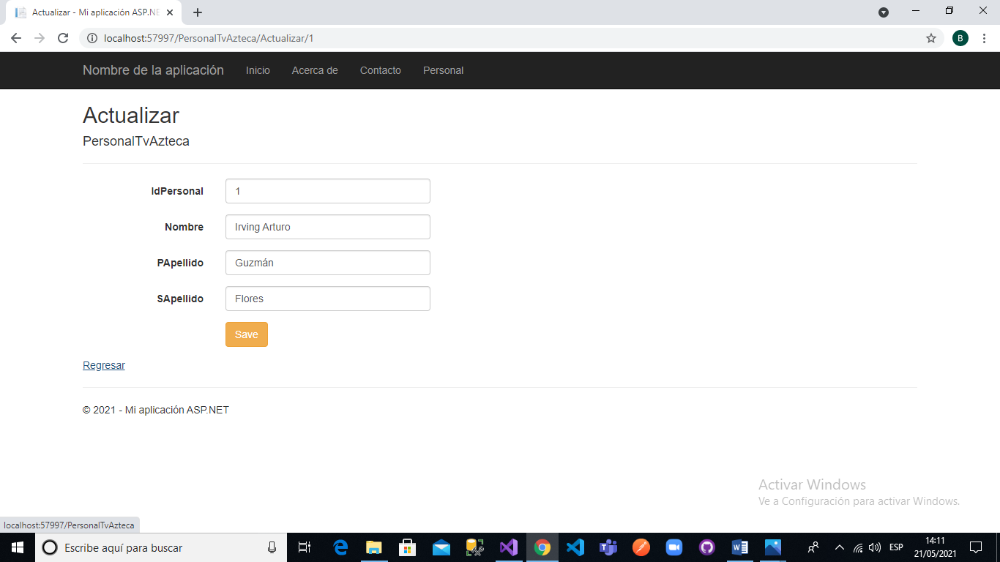 Actualizar - Mi aplicación ASP.NE
localhost:57997/PersonalTvAzteca/Actualizar/1
B
Nombre de la aplicación Inicio Acerca de Contacto Personal
Actualizar
PersonalTvAzteca
IdPersonal 1
Nombre Irving Arturo
PApellido Guzmán
SApellido Flores
Save
Regresar
© 2021 - Mi aplicación ASP.NET
Activar Windows
Ve a Configuración para activar Windows.
localhost:57997/PersonalTvAzteca
Escribe aquí para buscar
ESP
14:11
21/05/2021